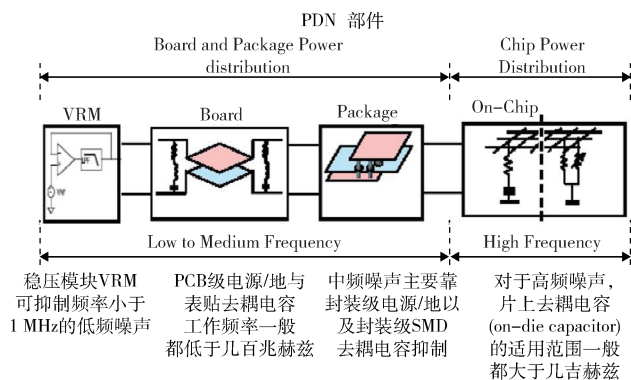 PDN 部件
Board and Package Power
distribution
Chip Power
Distribution
VRM
Board
Package
On-Chip
Low to Medium Frequency
High Frequency
稳压模块VRM
可抑制频率小于
1 MHz的低频噪声
PCB级电源/地与
表贴去耦电容
工作频率一般
都低于几百兆赫兹
中频噪声主要靠
封装级电源/地以
及封装级SMD
去耦电容抑制
对于高频噪声,
片上去耦电容
(on-die capacitor)
的适用范围一般
都大于几吉赫兹